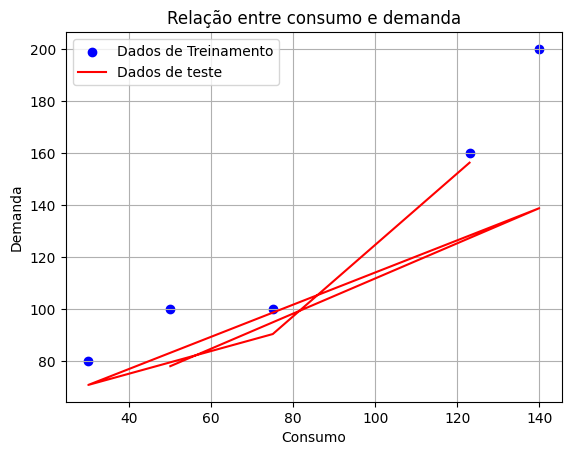 Relação entre consumo e demanda
Dados de Treinamento
Dados de teste
200
180
160
140
120
100
80
Demanda
40
60
80
100
120
140
Consumo